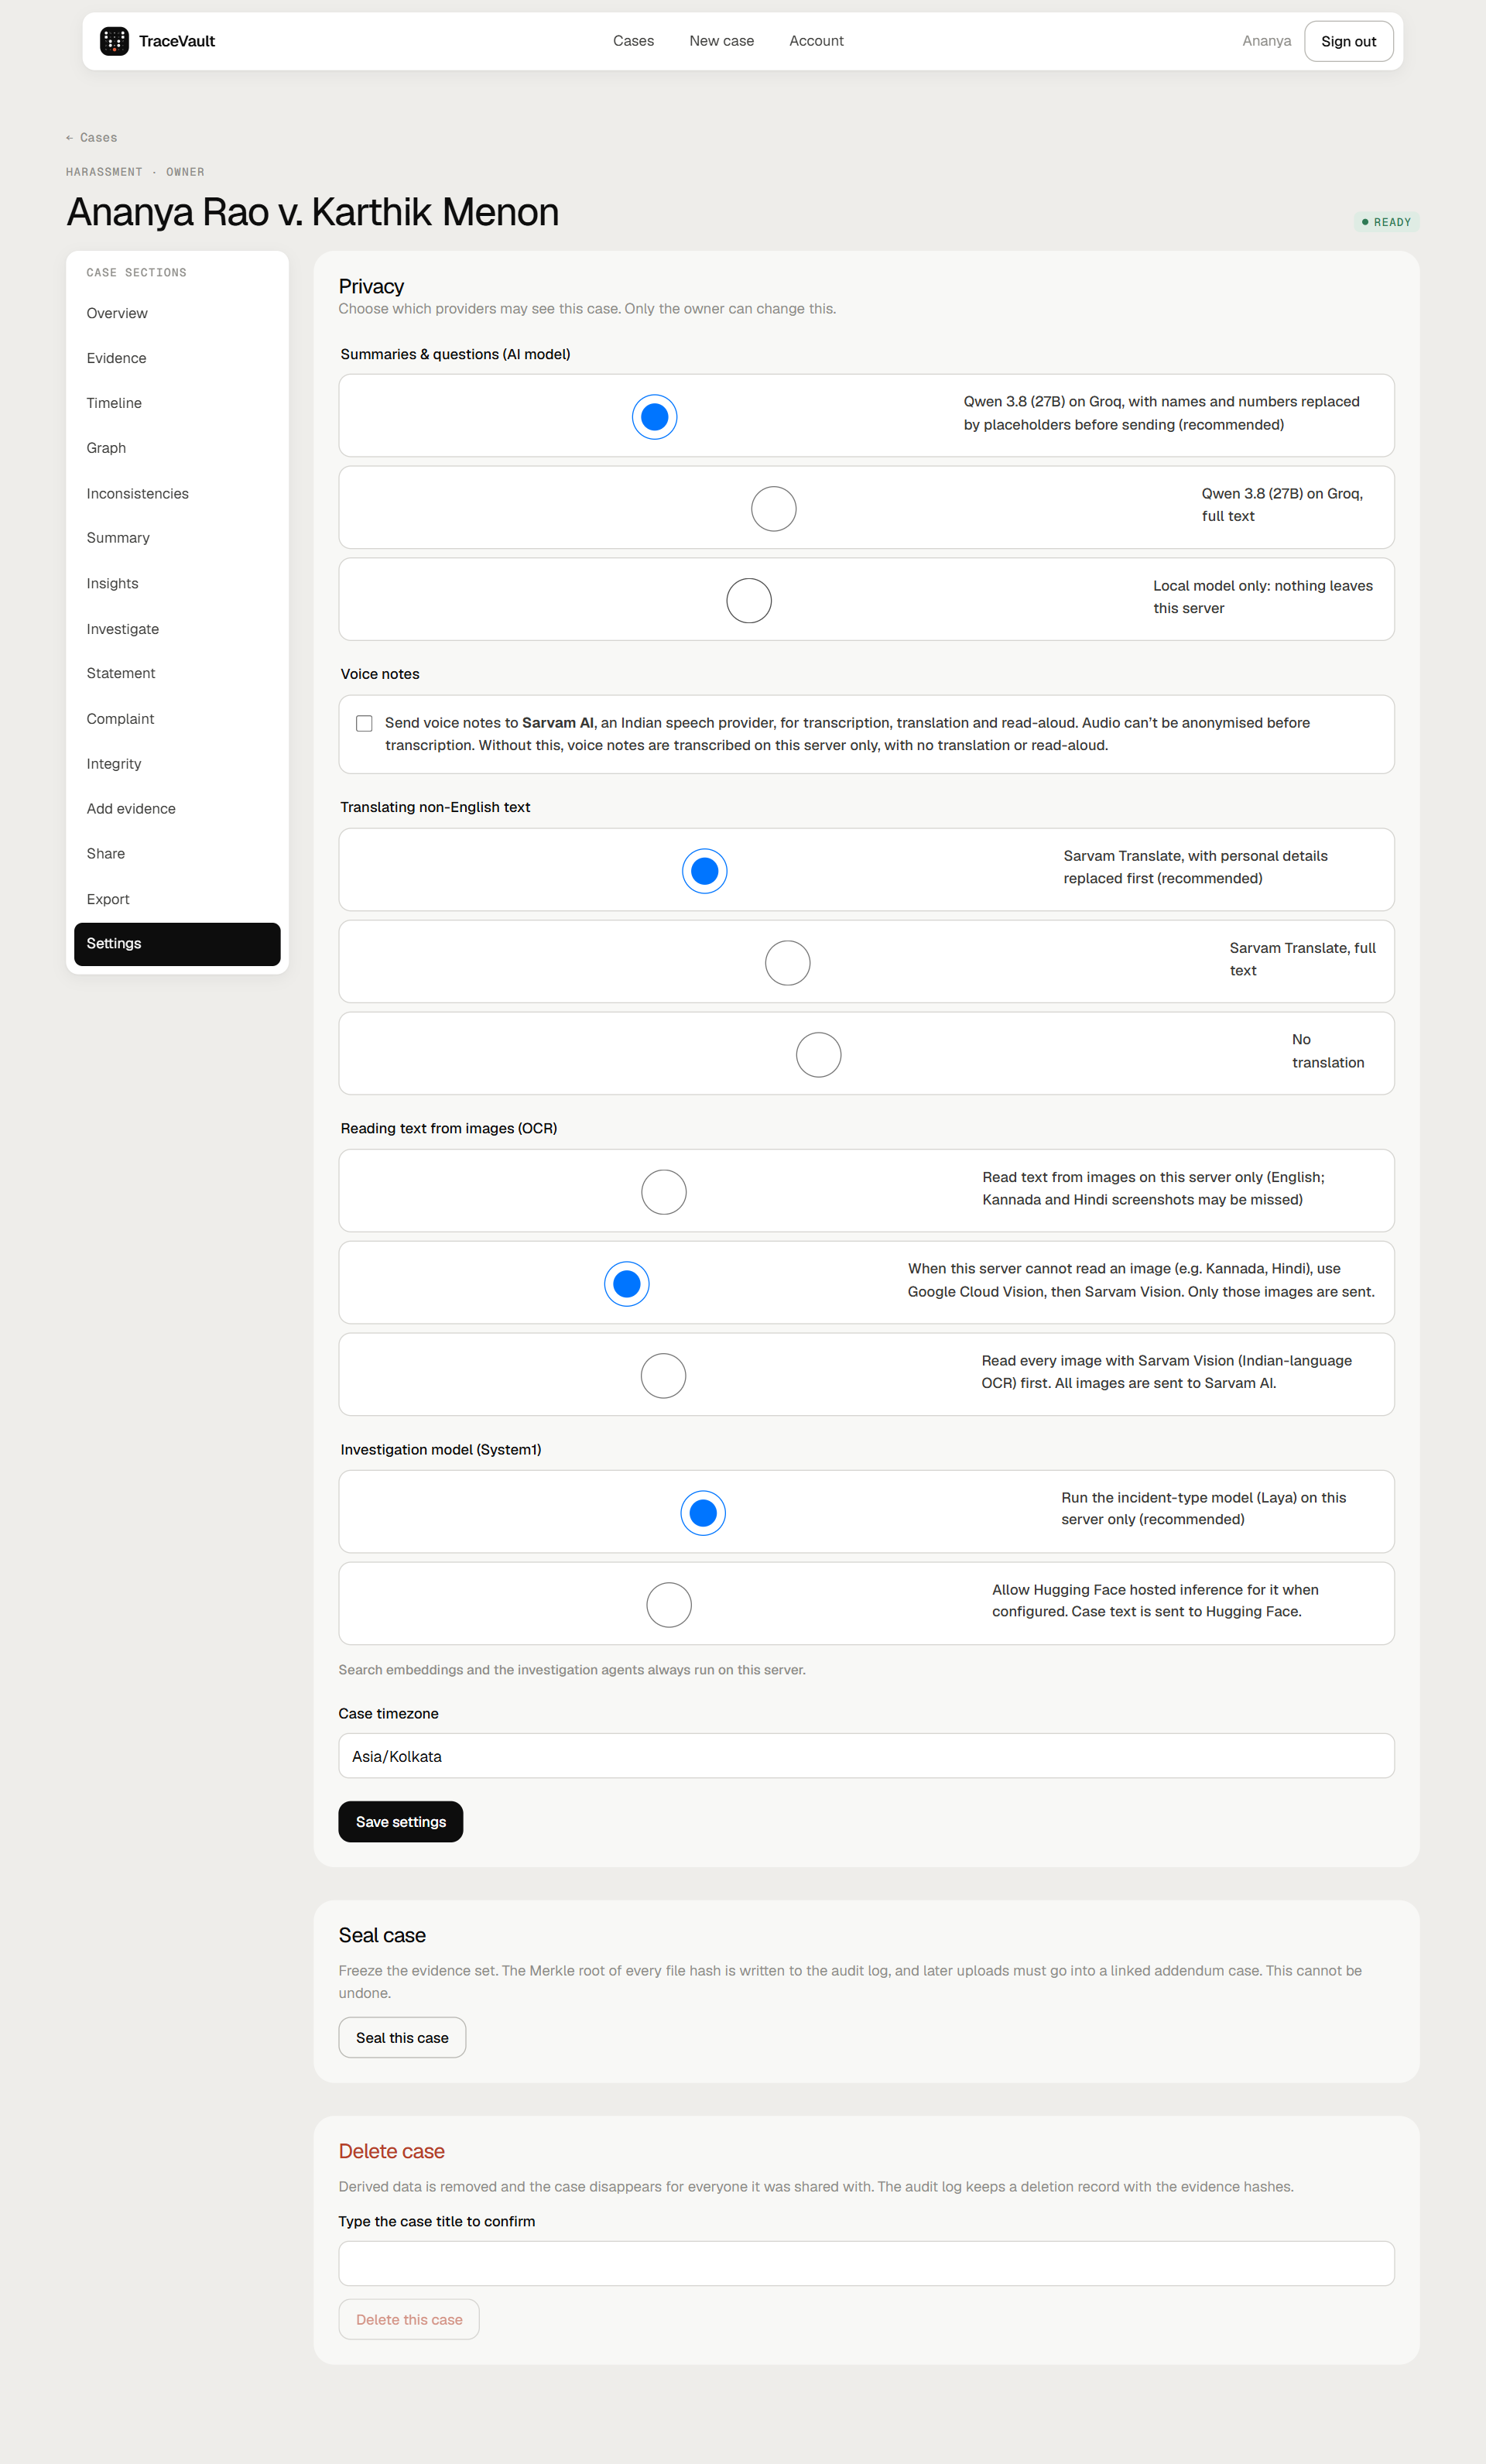 TraceVault
Cases
New case
Account
Ananya
Sign out
← Cases
HARASSMENT · OWNER
Ananya Rao v. Karthik Menon
READY
CASE SECTIONS
Overview
Evidence
Timeline
Graph
Inconsistencies
Summary
Insights
Investigate
Statement
Complaint
Integrity
Add evidence
Share
Export
Settings
Privacy
Choose which providers may see this case. Only the owner can change this.
Summaries & questions (AI model)
Qwen 3.8 (27B) on Groq, with names and numbers replaced
by placeholders before sending (recommended)
Qwen 3.8 (27B) on Groq,
full text
Local model only: nothing leaves
this server
Voice notes
Send voice notes to Sarvam AI, an Indian speech provider, for transcription, translation and read-aloud. Audio can’t be anonymised before
transcription. Without this, voice notes are transcribed on this server only, with no translation or read-aloud.
Translating non-English text
Sarvam Translate, with personal details
replaced first (recommended)
Sarvam Translate, full
text
No
translation
Reading text from images (OCR)
Read text from images on this server only (English;
Kannada and Hindi screenshots may be missed)
When this server cannot read an image (e.g. Kannada, Hindi), use
Google Cloud Vision, then Sarvam Vision. Only those images are sent.
Read every image with Sarvam Vision (Indian-language
OCR) first. All images are sent to Sarvam AI.
Investigation model (System1)
Run the incident-type model (Laya) on this
server only (recommended)
Allow Hugging Face hosted inference for it when
configured. Case text is sent to Hugging Face.
Search embeddings and the investigation agents always run on this server.
Case timezone
Asia/Kolkata
Save settings
Seal case
Freeze the evidence set. The Merkle root of every file hash is written to the audit log, and later uploads must go into a linked addendum case. This cannot be
undone.
Seal this case
Delete case
Derived data is removed and the case disappears for everyone it was shared with. The audit log keeps a deletion record with the evidence hashes.
Type the case title to confirm
Delete this case